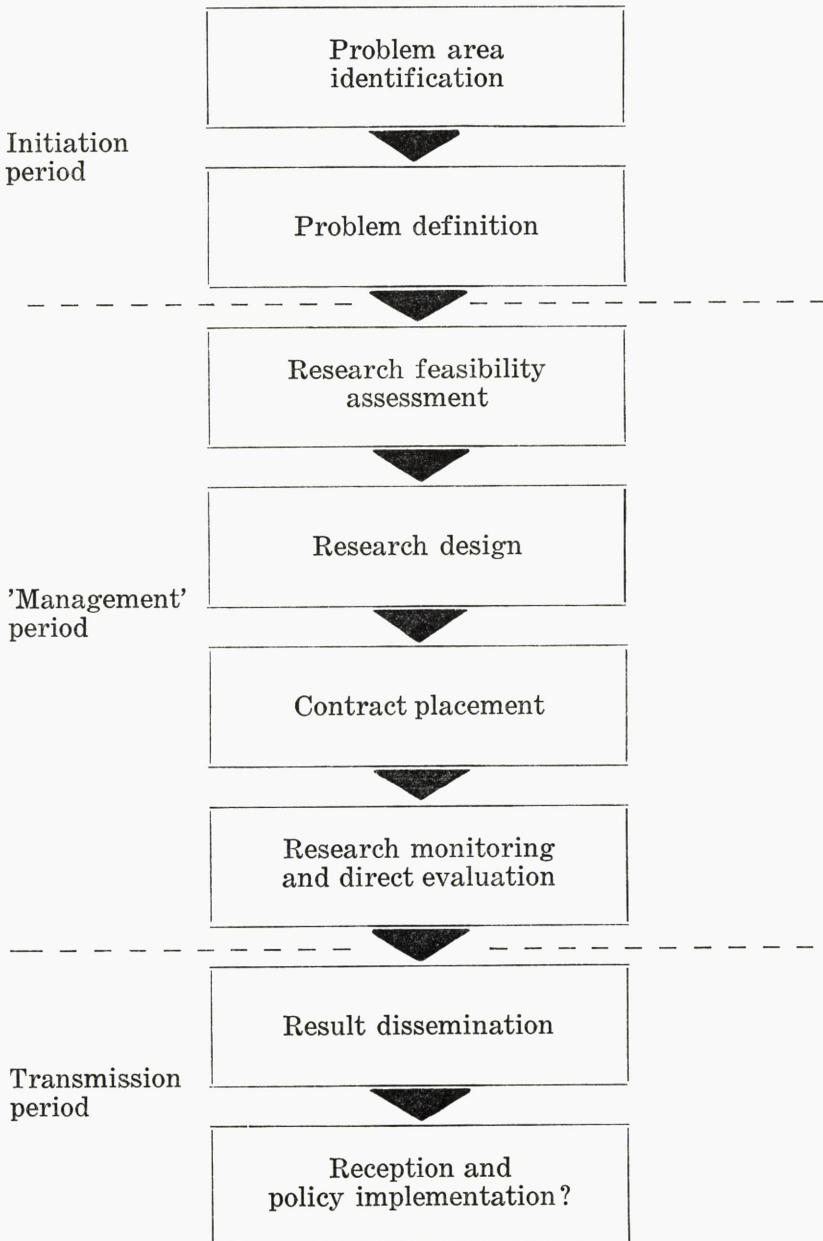 Problem area
identification
Initiation
period
Problem definition
Research feasibility
assessment
Research design
'Management'
period
Contract placement
Research monitoring
and direct evaluation
Result dissemination
Transmission
period
Reception and
policy implementation?